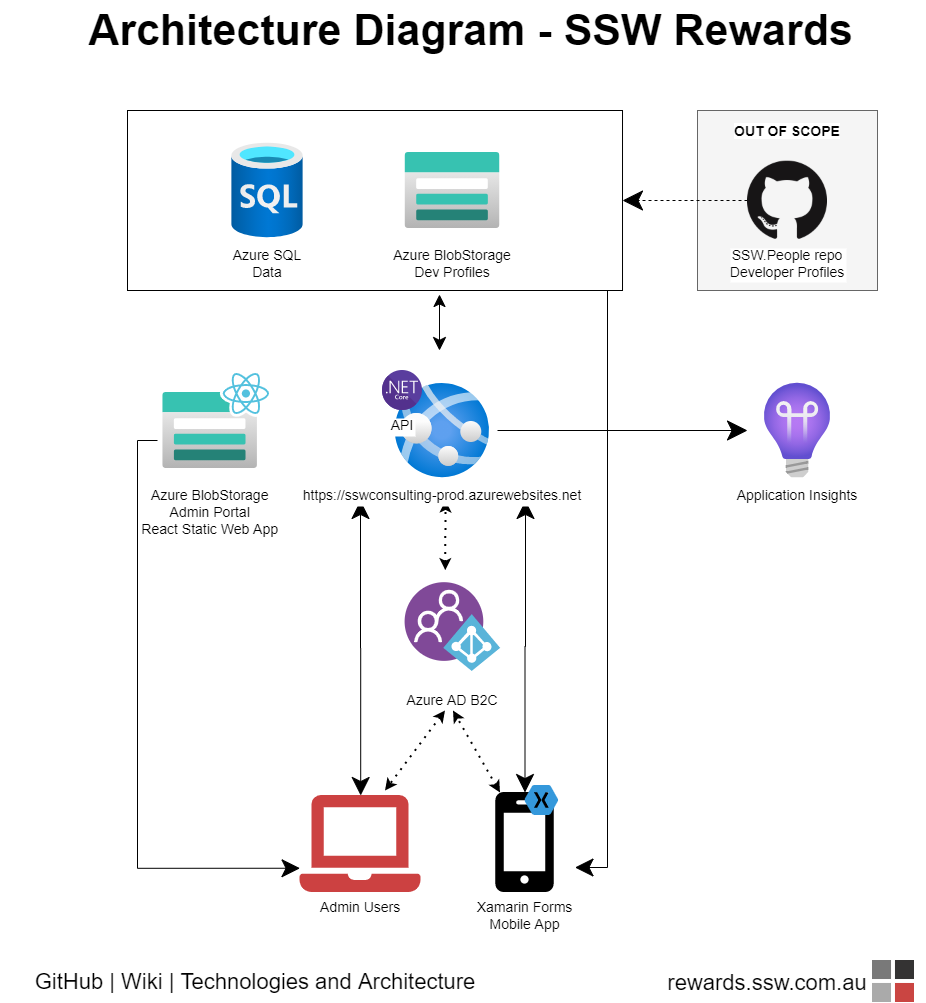 Architecture Diagram - SSW Rewards
OUT OF SCOPE
SQL
Azure SQL
Data
Azure BlobStorage
Dev Profiles
SSW.People repo
Developer Profiles
.NET
Core
API
Azure BlobStorage
Admin Portal
React Static Web App
https://sswconsulting-prod.azurewebsites.net
Application Insights
Azure AD B2C
Admin Users
Xamarin Forms
Mobile App
GitHub | Wiki | Technologies and Architecture
rewards.ssw.com.au